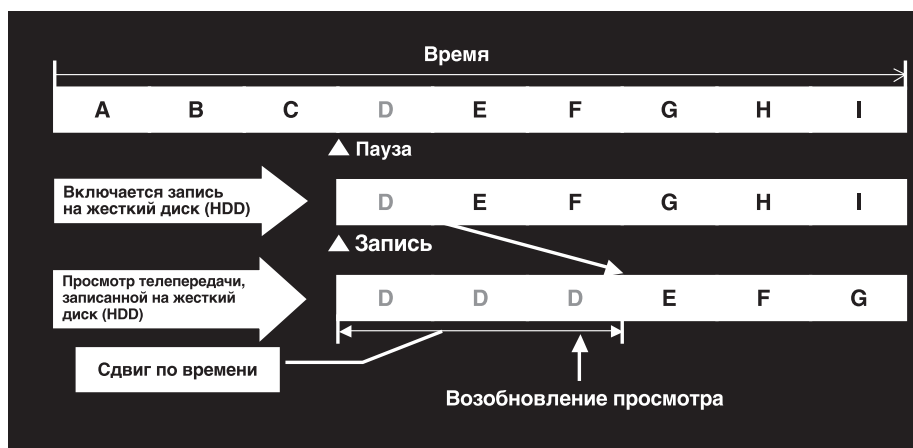 Время
A B C D E F G H I
Пауза
Включается запись
на жесткий диск (HDD)
D E F G H I
Запись
Просмотр телепередачи,
записанной на жесткий
диск (HDD)
D D D E F G
Сдвиг по времени
Возобновление просмотра